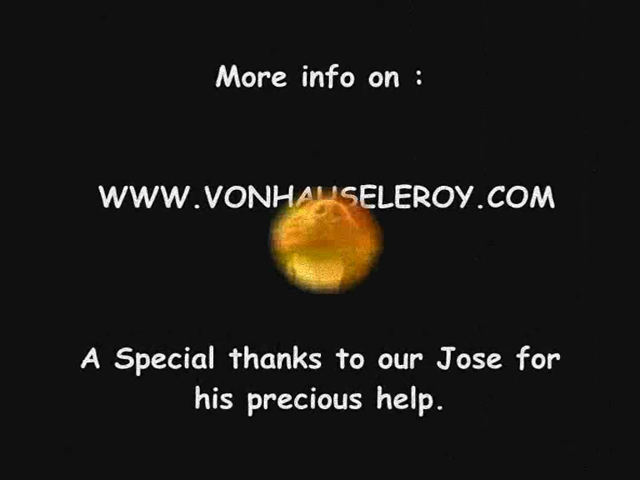 More info on :
WWW.VONHAUSELEROY.COM
A Special thanks to our Jose for
his precious help.